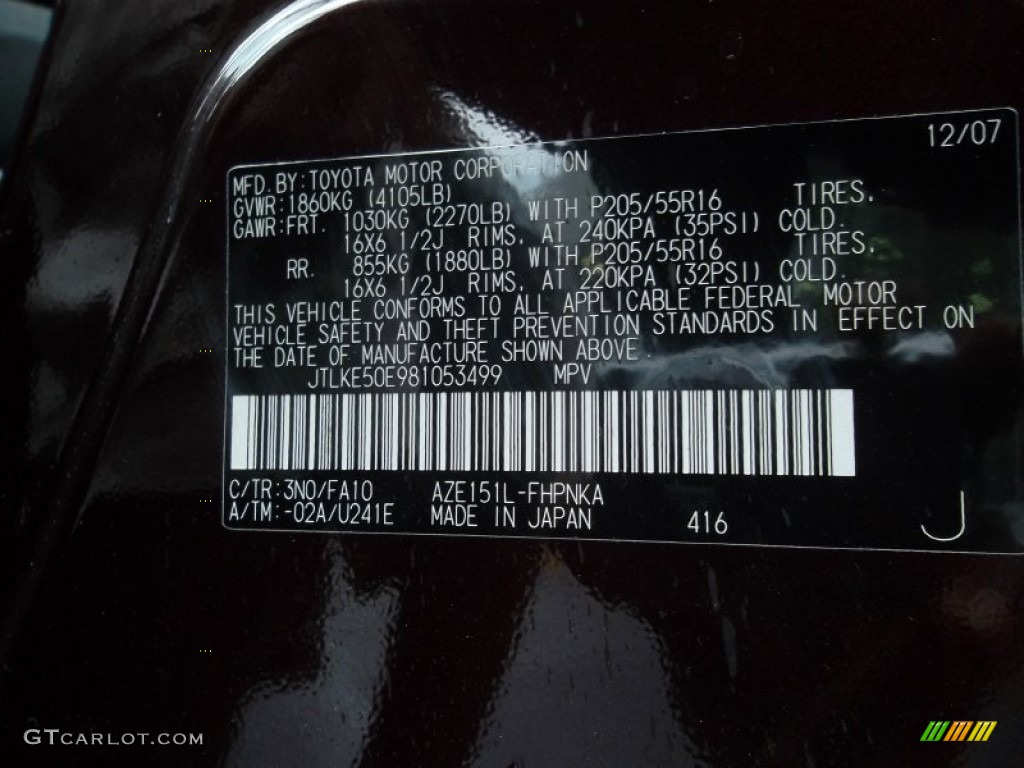 12/07
MFD. BY: TOYOTA MOTOR CORPORATION
GVWR: 1860KG (4105LB)
GAWR: FRT. 1030KG (2270LB) WITH P205/55R16 TIRES,
16X6 1/2J RIMS, AT 240KPA (35PSI) COLD.
RR. 855KG (1880LB) WITH P205/55R16 TIRES,
16X6 1/2J RIMS, AT 220KPA (32PSI) COLD.
THIS VEHICLE CONFORMS TO ALL APPLICABLE FEDERAL MOTOR
VEHICLE SAFETY AND THEFT PREVENTION STANDARDS IN EFFECT ON
THE DATE OF MANUFACTURE SHOWN ABOVE.
JTLKE50E981053499 MPV
C/TR: 3N0/FA10 AZE151L-FHPNKA
A/TM: -02A/U241E MADE IN JAPAN 416 J
GTCARLOT.COM